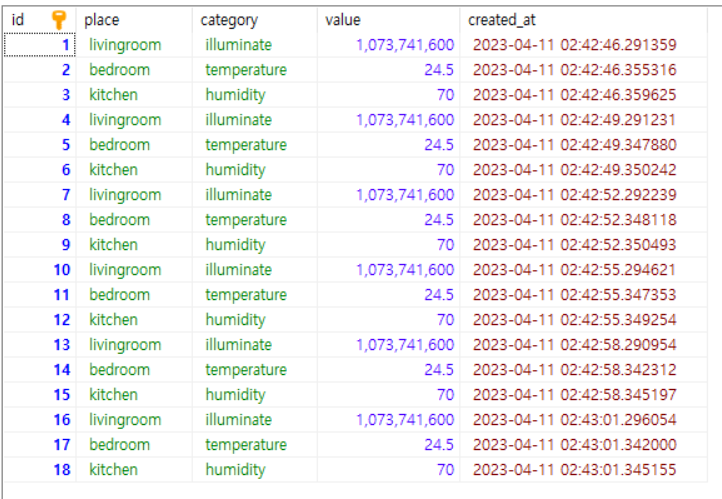 id place category value created_at
1 livingroom illuminate 1,073,741,600 2023-04-11 02:42:46.291359
2 bedroom temperature 24.5 2023-04-11 02:42:46.355316
3 kitchen humidity 70 2023-04-11 02:42:46.359625
4 livingroom illuminate 1,073,741,600 2023-04-11 02:42:49.291231
5 bedroom temperature 24.5 2023-04-11 02:42:49.347880
6 kitchen humidity 70 2023-04-11 02:42:49.350242
7 livingroom illuminate 1,073,741,600 2023-04-11 02:42:52.292239
8 bedroom temperature 24.5 2023-04-11 02:42:52.348118
9 kitchen humidity 70 2023-04-11 02:42:52.350493
10 livingroom illuminate 1,073,741,600 2023-04-11 02:42:55.294621
11 bedroom temperature 24.5 2023-04-11 02:42:55.347353
12 kitchen humidity 70 2023-04-11 02:42:55.349254
13 livingroom illuminate 1,073,741,600 2023-04-11 02:42:58.290954
14 bedroom temperature 24.5 2023-04-11 02:42:58.342312
15 kitchen humidity 70 2023-04-11 02:42:58.345197
16 livingroom illuminate 1,073,741,600 2023-04-11 02:43:01.296054
17 bedroom temperature 24.5 2023-04-11 02:43:01.342000
18 kitchen humidity 70 2023-04-11 02:43:01.345155